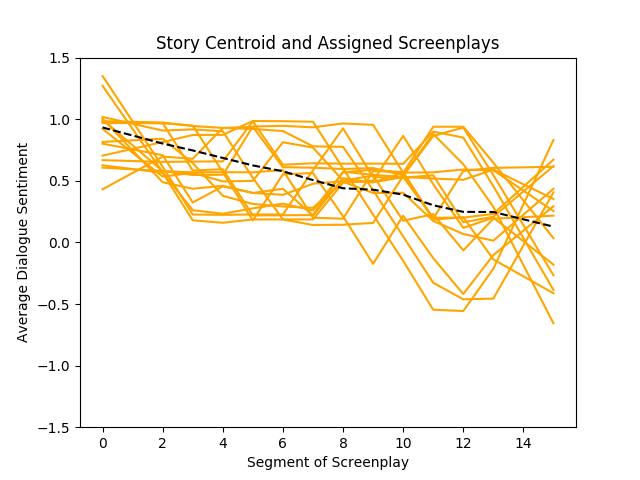 Story Centroid and Assigned Screenplays
1.5
1.0
0.5
0.0
−0.5
−1.0
−1.5
Average Dialogue Sentiment
0 2 4 6 8 10 12 14
Segment of Screenplay